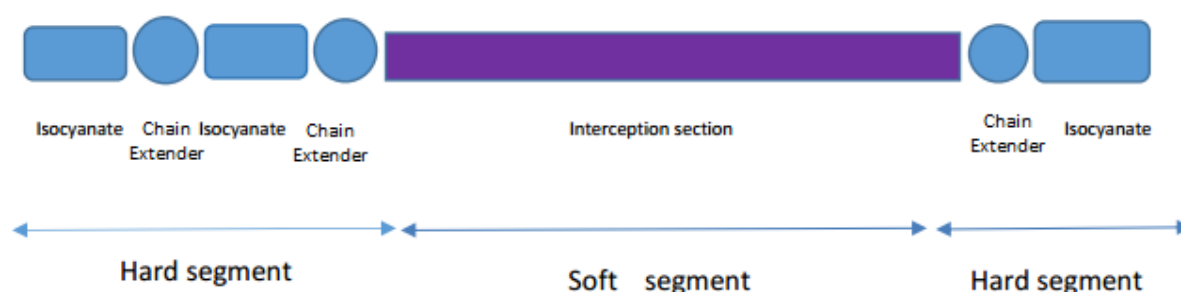 Isocyanate
Chain
Extender
Isocyanate
Chain
Extender
Interception section
Chain
Extender
Isocyanate
Hard segment
Soft segment
Hard segment